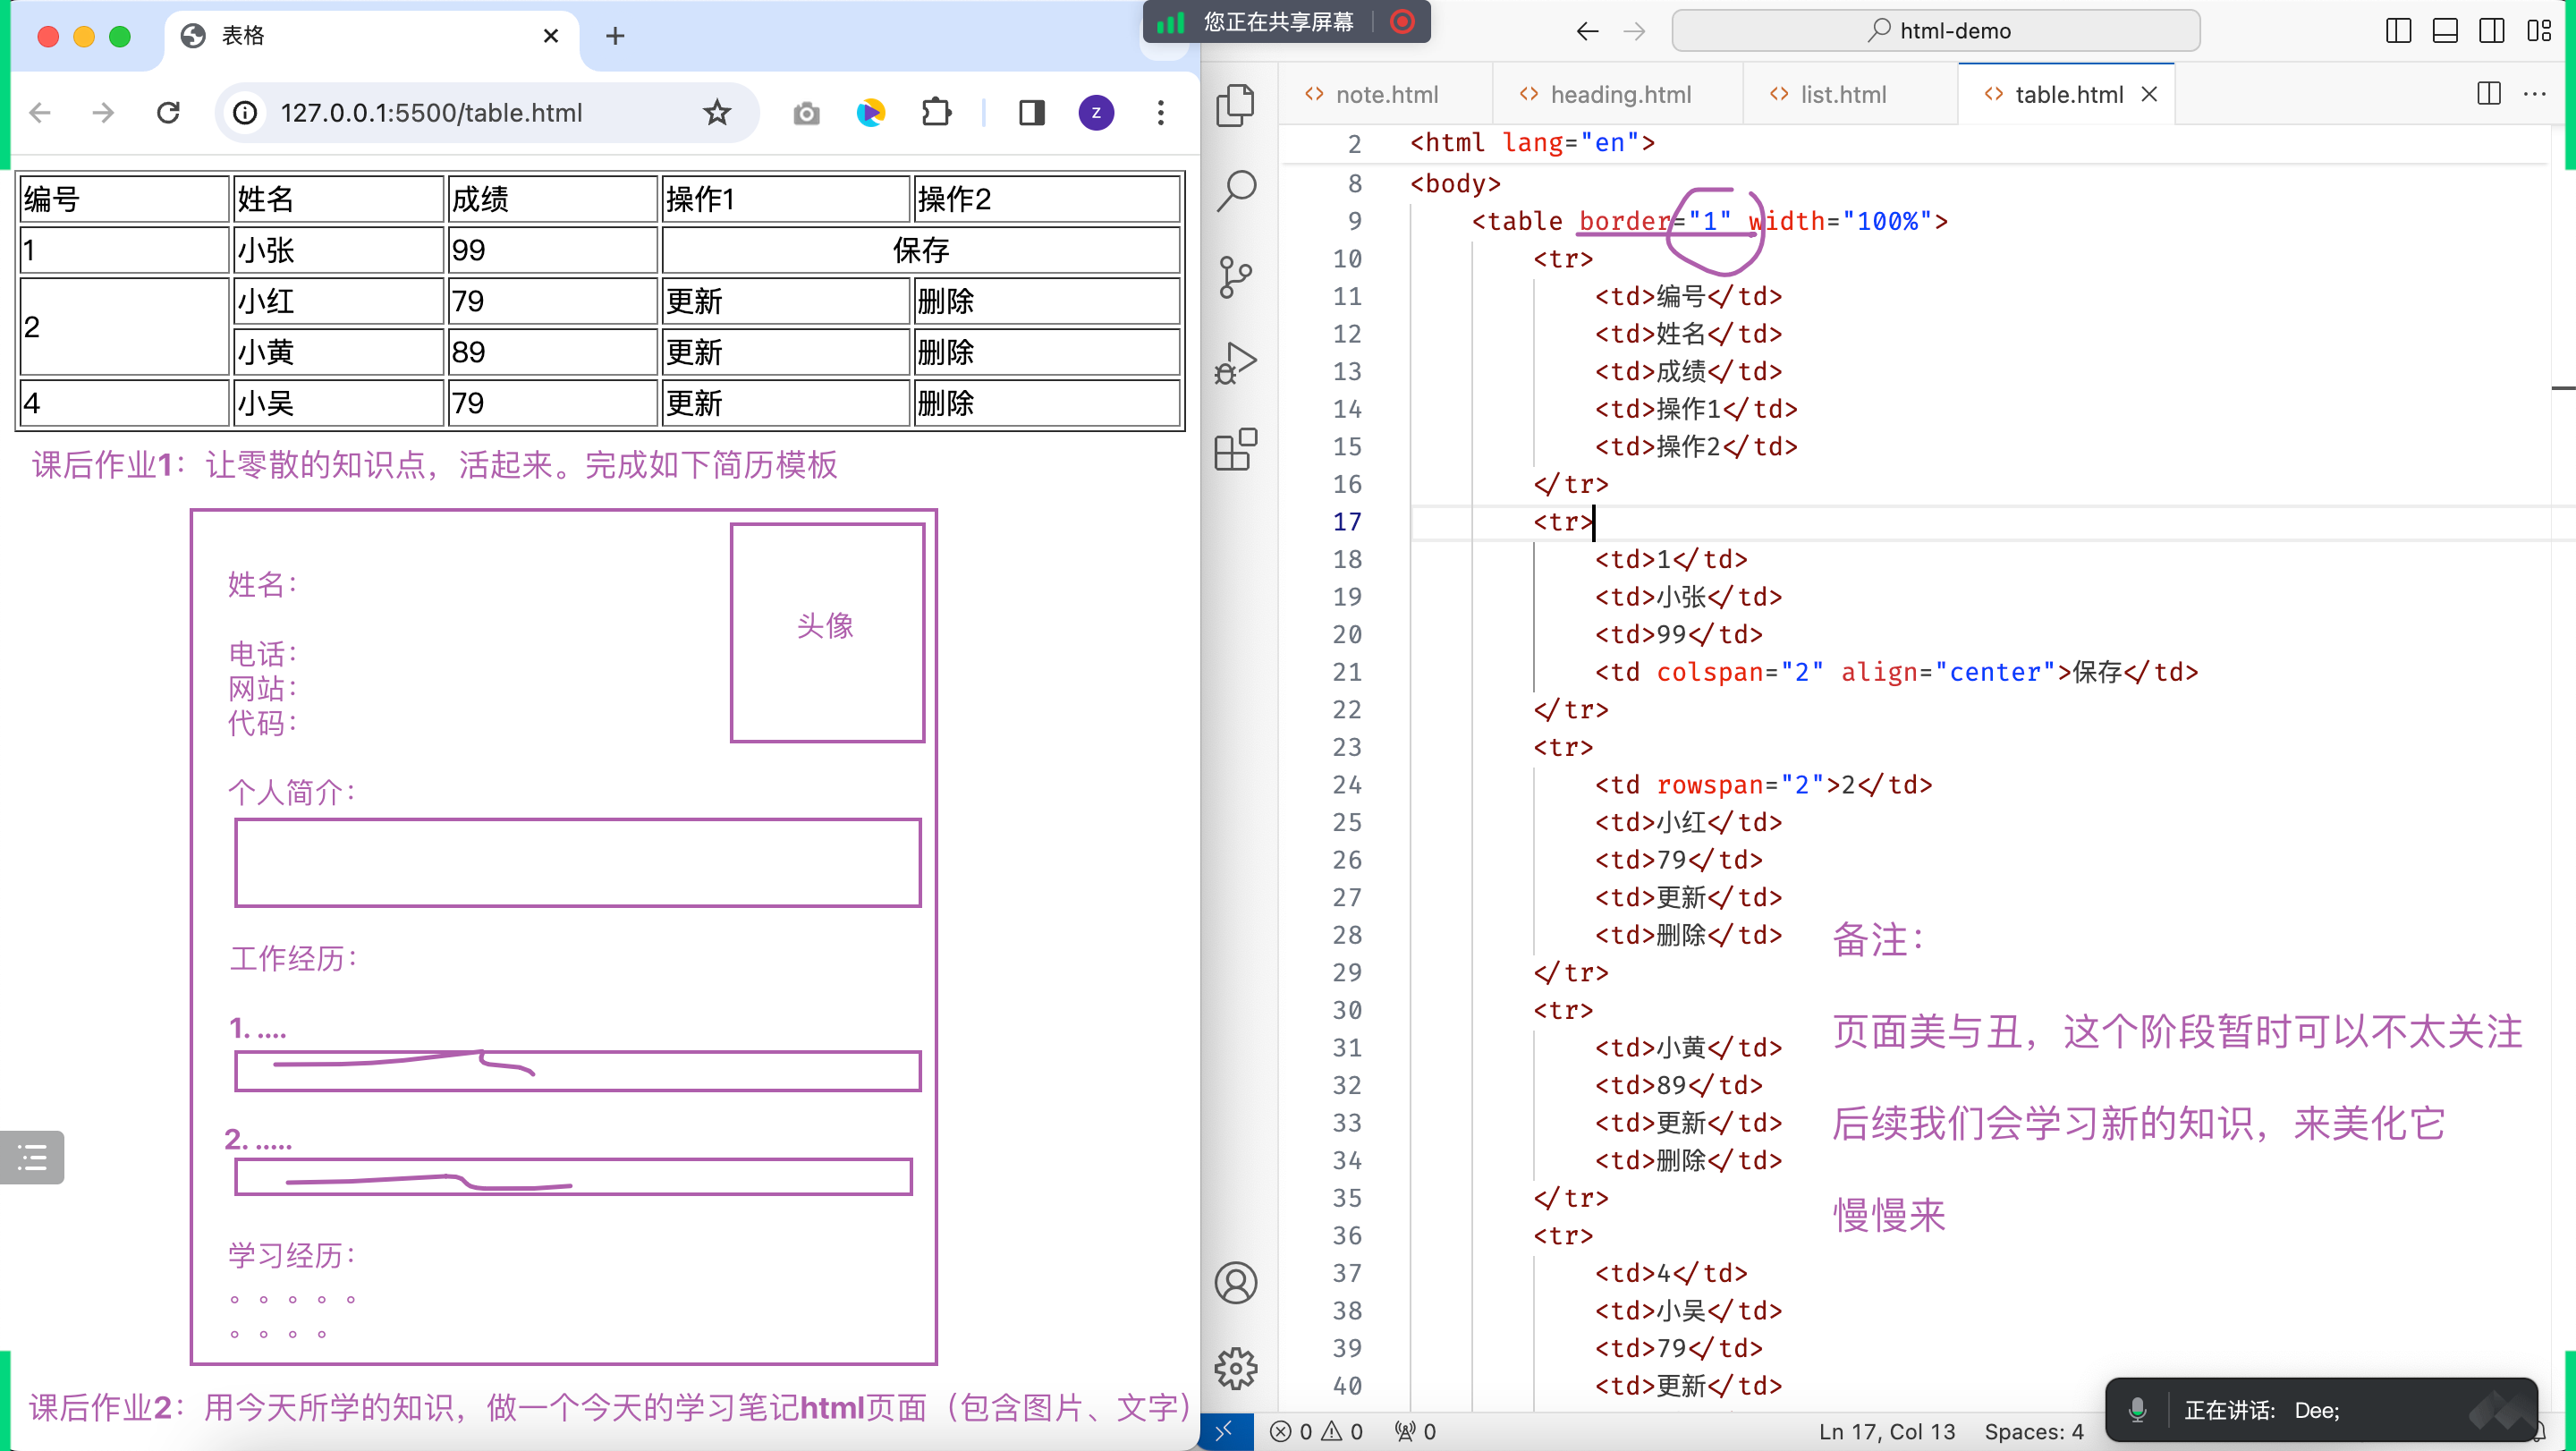 表格
您正在共享屏幕
html-demo
127.0.0.1:5500/table.html
z
note.html
heading.html
list.html
table.html
编号 姓名 成绩 操作1 操作2
1 小张 99 保存
2 小红 79 更新 删除
小黄 89 更新 删除
4 小吴 79 更新 删除
课后作业1：让零散的知识点，活起来。完成如下简历模板
头像
姓名：
电话：
网站：
代码：
个人简介：
工作经历：
1. ....
2. .....
学习经历：
。。。。。
。。。。
课后作业2：用今天所学的知识，做一个今天的学习笔记html页面（包含图片、文字）
2 <html lang="en">
8 <body>
9 <table border="1" width="100%">
10 <tr>
11 <td>编号</td>
12 <td>姓名</td>
13 <td>成绩</td>
14 <td>操作1</td>
15 <td>操作2</td>
16 </tr>
17 <tr>
18 <td>1</td>
19 <td>小张</td>
20 <td>99</td>
21 <td colspan="2" align="center">保存</td>
22 </tr>
23 <tr>
24 <td rowspan="2">2</td>
25 <td>小红</td>
26 <td>79</td>
27 <td>更新</td>
28 <td>删除</td>
29 </tr>
30 <tr>
31 <td>小黄</td>
32 <td>89</td>
33 <td>更新</td>
34 <td>删除</td>
35 </tr>
36 <tr>
37 <td>4</td>
38 <td>小吴</td>
39 <td>79</td>
40 <td>更新</td>
备注：
页面美与丑，这个阶段暂时可以不太关注
后续我们会学习新的知识，来美化它
慢慢来
0 0 0
Ln 17, Col 13 Spaces: 4
正在讲话: Dee;